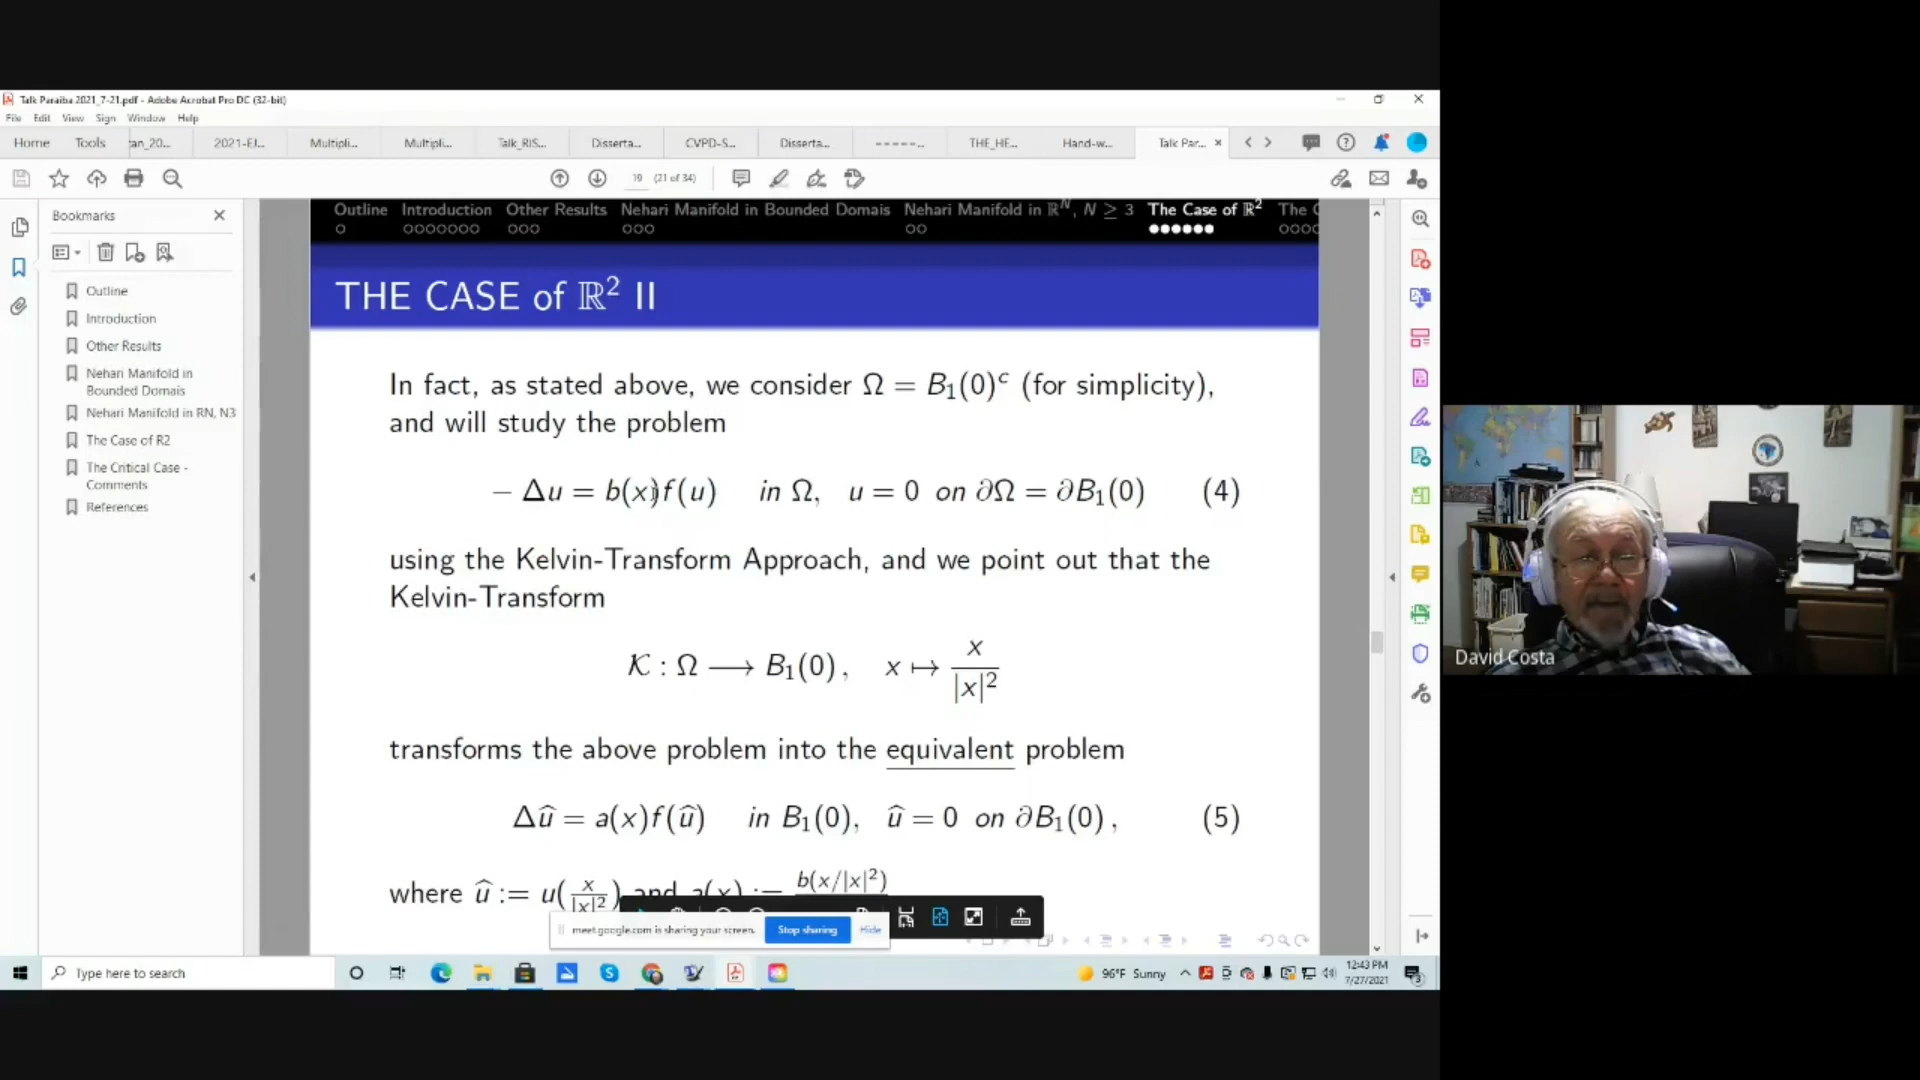 Talk Paraiba 2021_7-21.pdf - Adobe Acrobat Pro DC (32-bit)
File Edit View Sign Window Help
Home Tools an_20... 2021-EJ... Multipli... Multipli... Talk_RIS... Disserta... CVPD-S... Disserta... ------... THE_HE... Hand-w... Talk Par... ×
19 (21 of 34)
Bookmarks
Outline
Introduction
Other Results
Nehari Manifold in
Bounded Domais
Nehari Manifold in RN, N3
The Case of R2
The Critical Case -
Comments
References
Outline Introduction Other Results Nehari Manifold in Bounded Domais Nehari Manifold in ℝᴺ, N ≥ 3 The Case of ℝ² The C
THE CASE of ℝ² II
In fact, as stated above, we consider Ω = B₁(0)ᶜ (for simplicity),
and will study the problem
− Δu = b(x)f(u) in Ω, u = 0 on ∂Ω = ∂B₁(0) (4)
using the Kelvin-Transform Approach, and we point out that the
Kelvin-Transform
𝒦 : Ω ⟶ B₁(0), x ↦ x/|x|²
transforms the above problem into the equivalent problem
Δû = a(x)f(û) in B₁(0), û = 0 on ∂B₁(0), (5)
where û := u(x/|x|²) and a(x) := b(x/|x|²)
meet.google.com is sharing your screen. Stop sharing Hide
Type here to search
96°F Sunny
12:43 PM
7/27/2021
David Costa